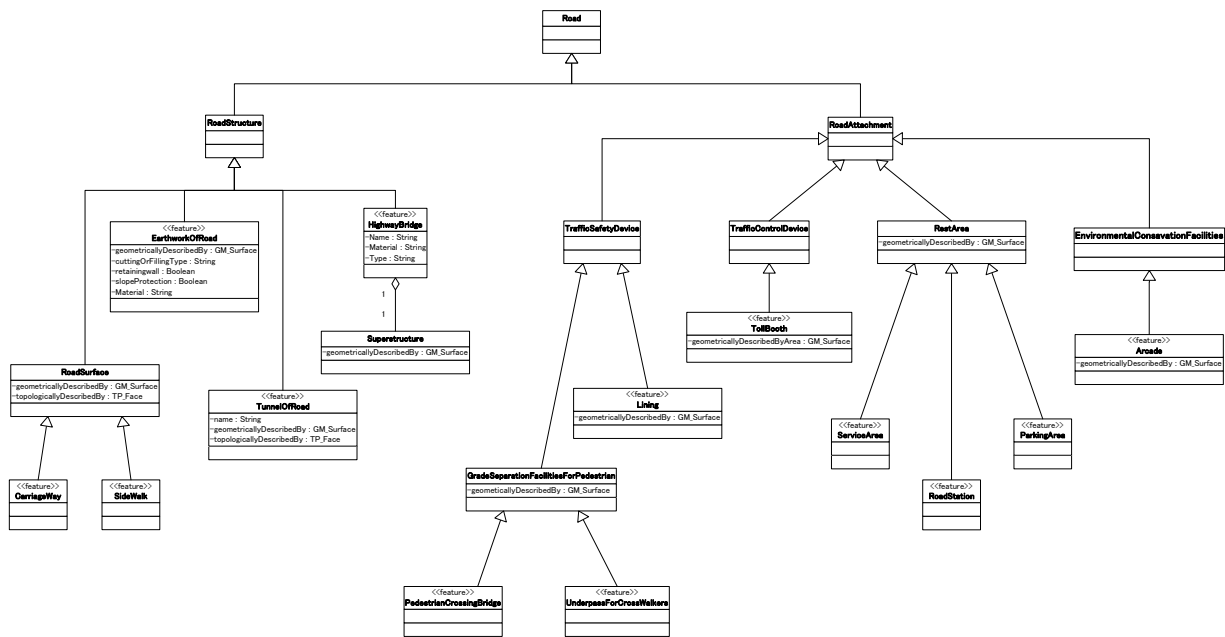 Road
RoadStructure
RoadAttachment
<<feature>>
EarthworkOfRoad
-geometricallyDescribedBy : GM_Surface
-cuttingOrFillingType : String
-retainingwall : Boolean
-slopeProtection : Boolean
-Material : String
<<feature>>
HighwayBridge
-Name : String
-Material : String
-Type : String
1
1
Superstructure
-geometricallyDescribedBy : GM_Surface
TrafficSafetyDevice
TrafficControlDevice
RestArea
-geometricallyDescribedBy : GM_Surface
EnvironmentalConsavationFacilities
<<feature>>
TollBooth
-geometricallyDescribedByArea : GM_Surface
<<feature>>
Arcade
-geometricallyDescribedBy : GM_Surface
RoadSurface
-geometricallyDescribedBy : GM_Surface
-topologicallyDescribedBy : TP_Face
<<feature>>
TunnelOfRoad
-name : String
-geometricallyDescribedBy : GM_Surface
-topologicallyDescribedBy : TP_Face
<<feature>>
Lining
-geometricallyDescribedBy : GM_Surface
<<feature>>
ServiceArea
<<feature>>
ParkingArea
GradeSeparationFacilitiesForPedestrian
-geometicallyDescribedBy : GM_Surface
<<feature>>
CarriageWay
<<feature>>
SideWalk
<<feature>>
RoadStation
<<feature>>
PedestrianCrossingBridge
<<feature>>
UnderpassForCrossWalkers